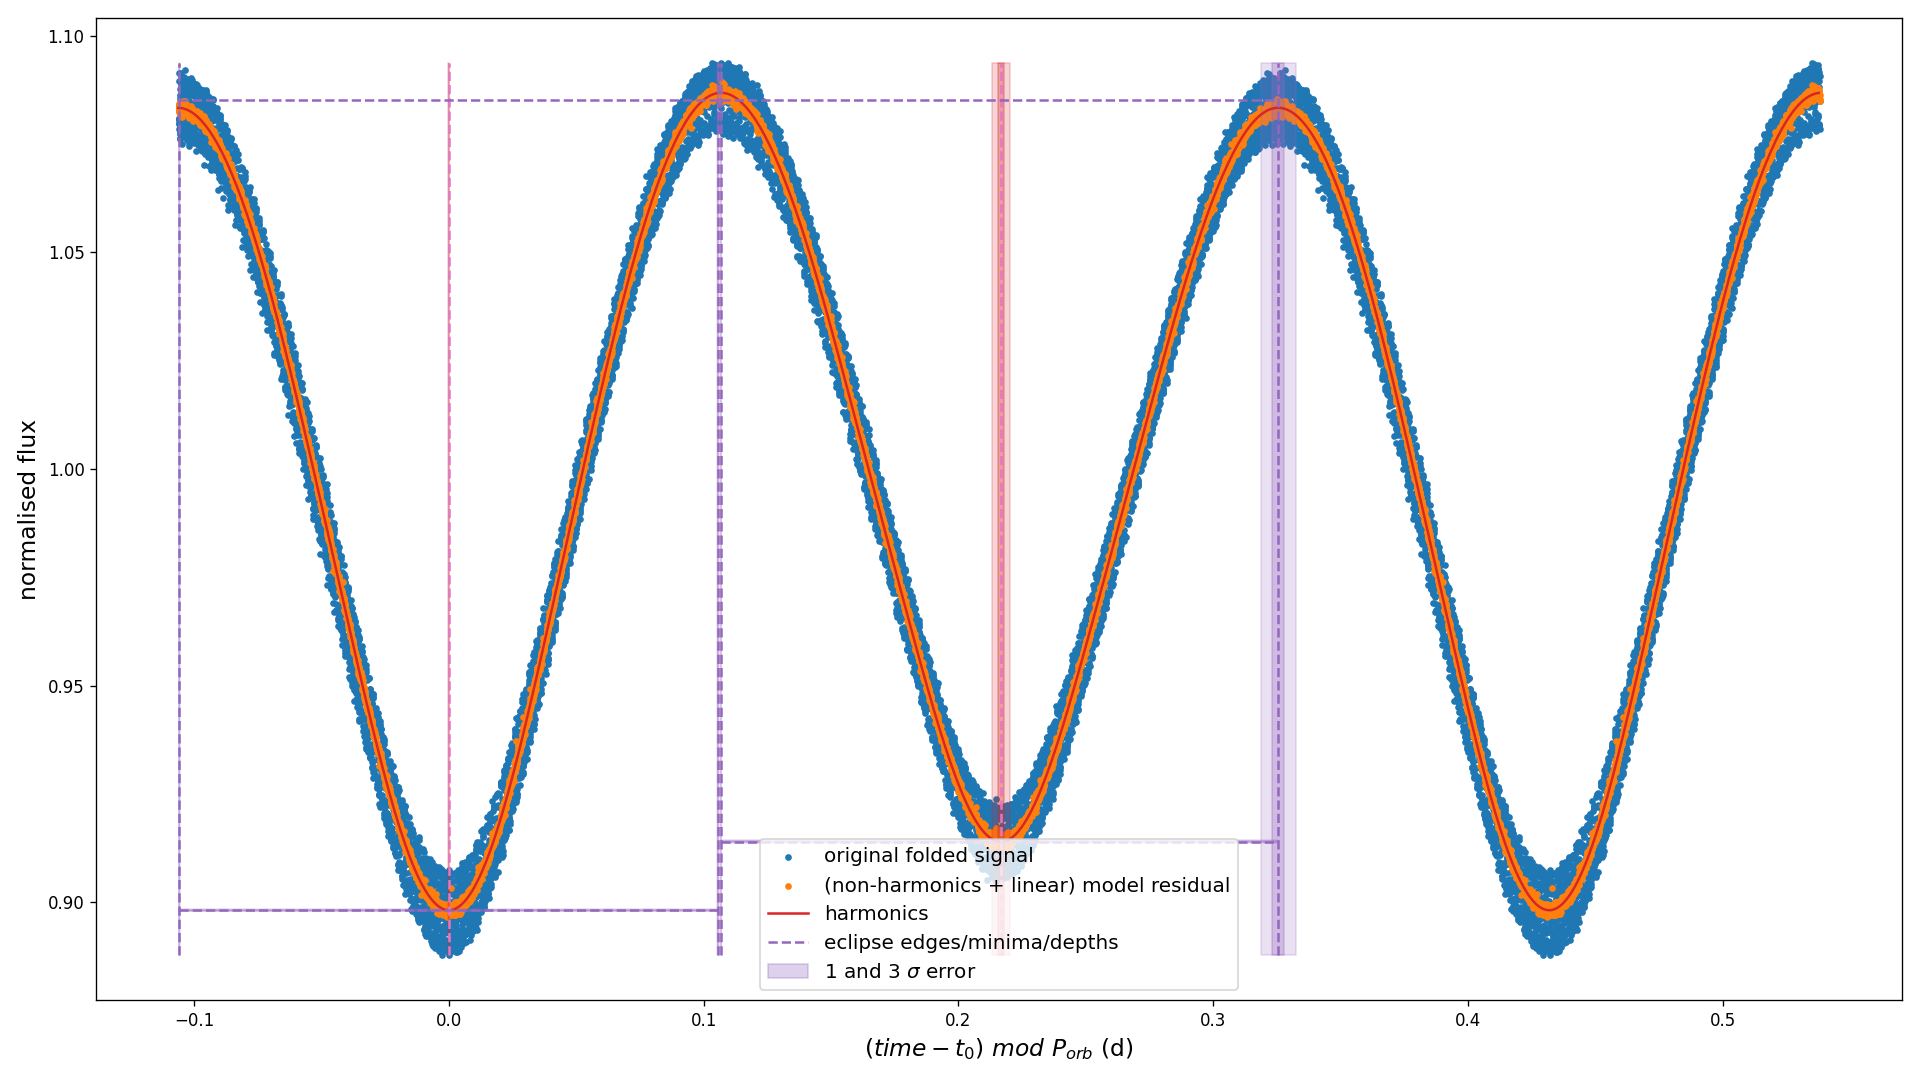 normalised flux
1.10
1.05
1.00
0.95
0.90
original folded signal
(non-harmonics + linear) model residual
harmonics
eclipse edges/minima/depths
1 and 3 σ error
−0.1
0.0
0.1
0.2
0.3
0.4
0.5
(time − t₀) mod Pₒᵣb (d)